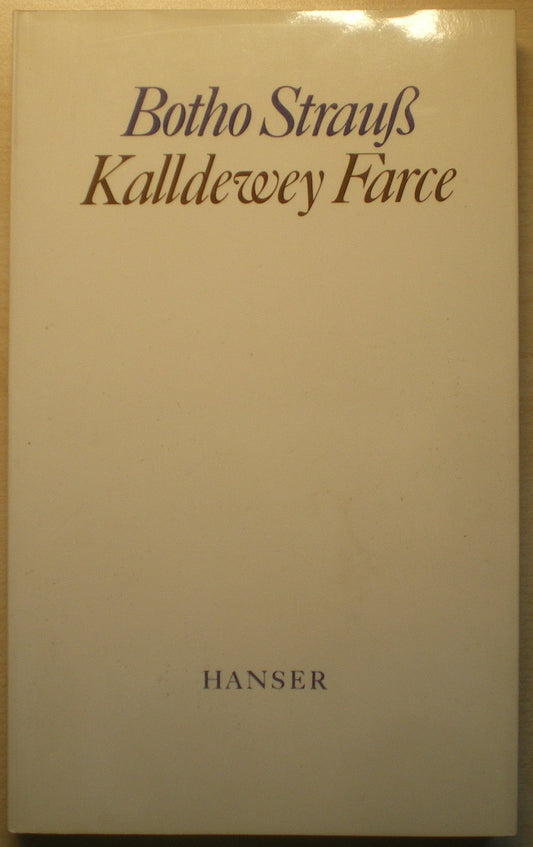 Botho Strauß
Kalldewey Farce
HANSER